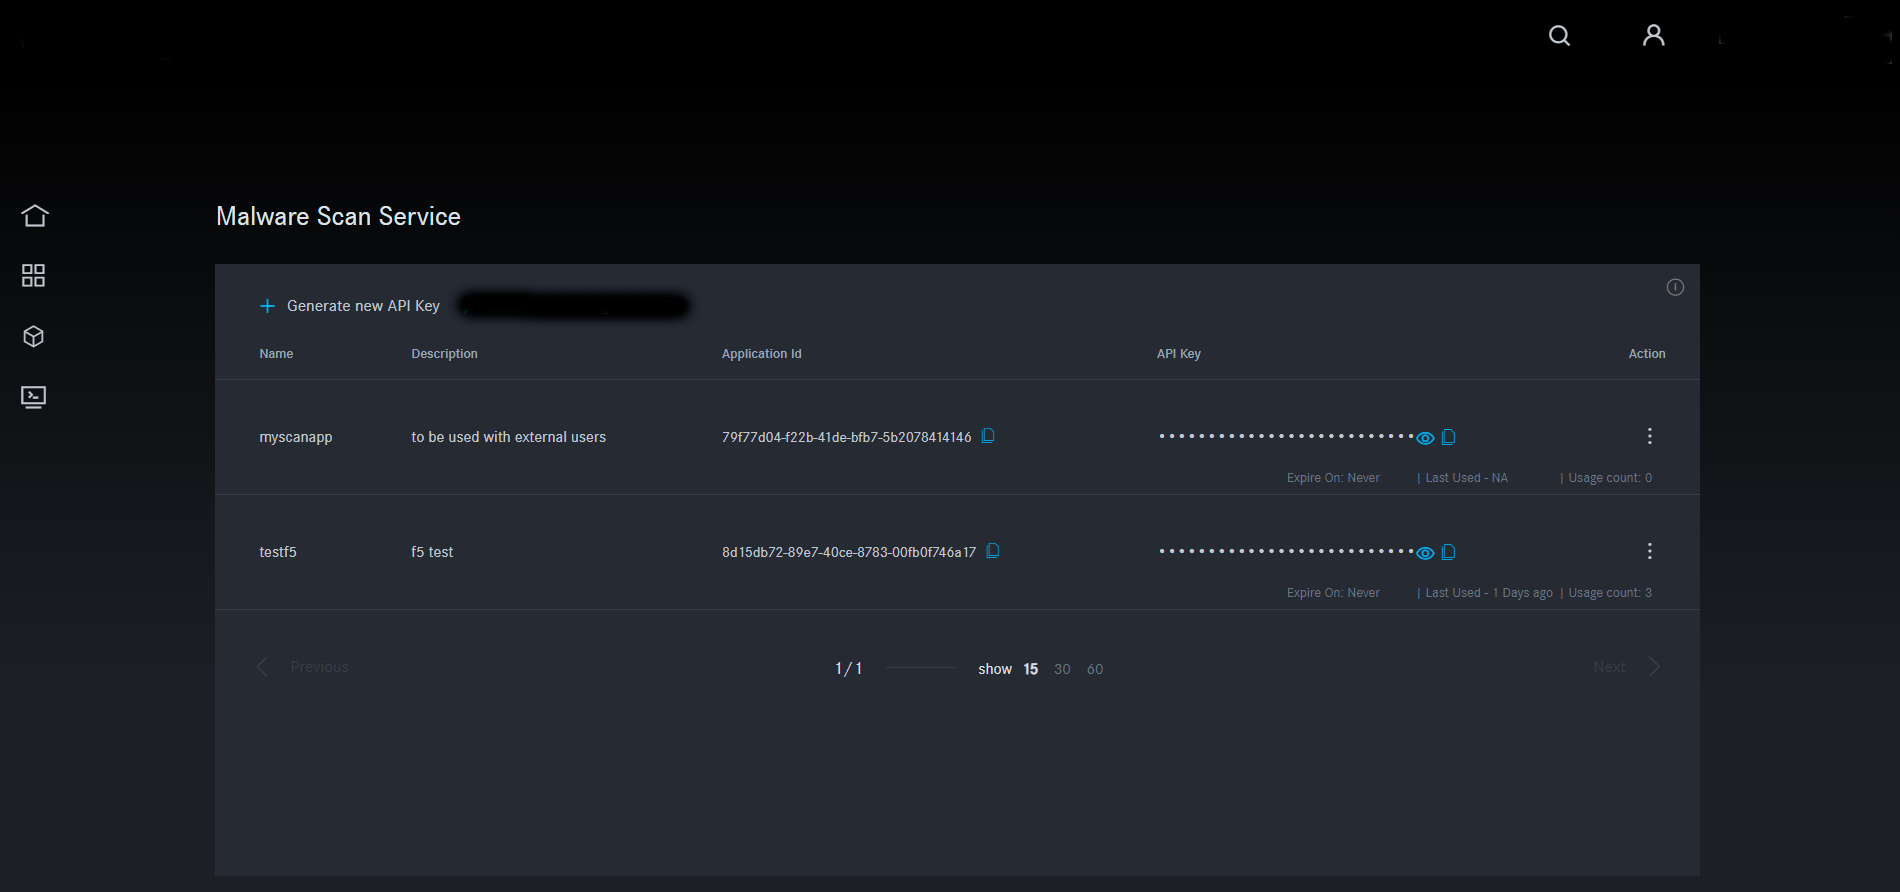 Malware Scan Service
Generate new API Key
Name Description Application Id API Key Action
myscanapp to be used with external users 79f77d04-f22b-41de-bfb7-5b2078414146 ••••••••••••••••••••••••••
Expire On: Never | Last Used - NA | Usage count: 0
testf5 f5 test 8d15db72-89e7-40ce-8783-00fb0f746a17 ••••••••••••••••••••••••••
Expire On: Never | Last Used - 1 Days ago | Usage count: 3
Previous 1/1 show 15 30 60 Next